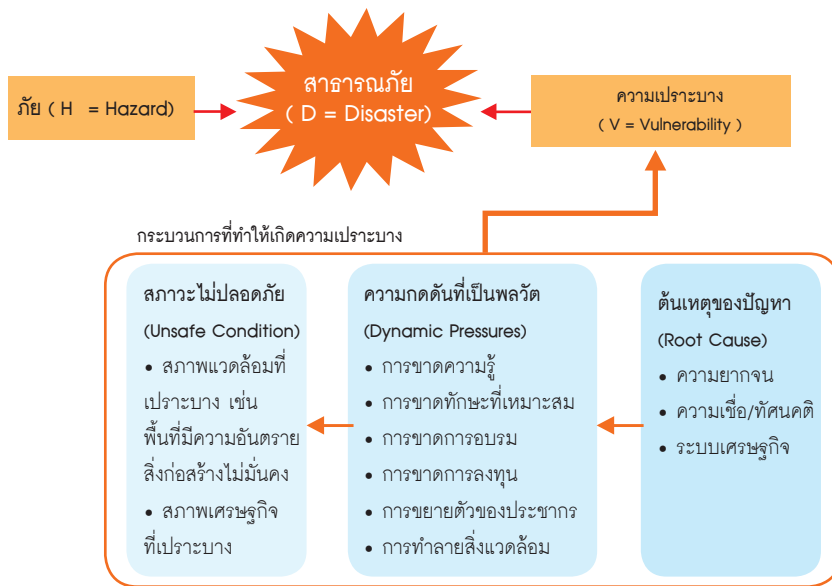 สาธารณภัย
( D = Disaster)
ภัย ( H = Hazard)
ความเปราะบาง
( V = Vulnerability )
กระบวนการที่ทำให้เกิดความเปราะบาง
สภาวะไม่ปลอดภัย
(Unsafe Condition)
• สภาพแวดล้อมที่
เปราะบาง เช่น
พื้นที่มีความอันตราย
สิ่งก่อสร้างไม่มั่นคง
• สภาพเศรษฐกิจ
ที่เปราะบาง
ความกดดันที่เป็นพลวัต
(Dynamic Pressures)
• การขาดความรู้
• การขาดทักษะที่เหมาะสม
• การขาดการอบรม
• การขาดการลงทุน
• การขยายตัวของประชากร
• การทำลายสิ่งแวดล้อม
ต้นเหตุของปัญหา
(Root Cause)
• ความยากจน
• ความเชื่อ/ทัศนคติ
• ระบบเศรษฐกิจ